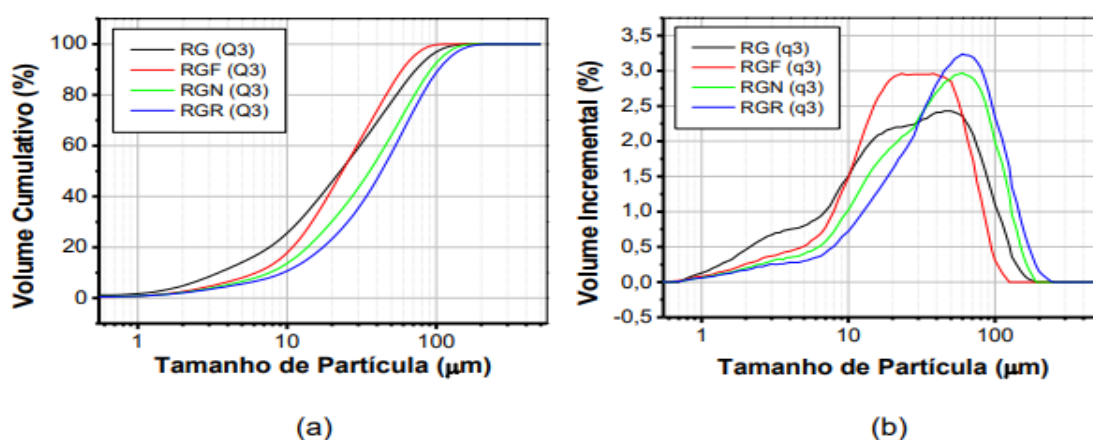 Volume Cumulativo (%)
100
80
60
40
20
0
RG (Q3)
RGF (Q3)
RGN (Q3)
RGR (Q3)
1
10
100
Tamanho de Partícula (µm)
(a)
Volume Incremental (%)
3,5
3,0
2,5
2,0
1,5
1,0
0,5
0,0
-0,5
RG (q3)
RGF (q3)
RGN (q3)
RGR (q3)
1
10
100
Tamanho de Partícula (µm)
(b)